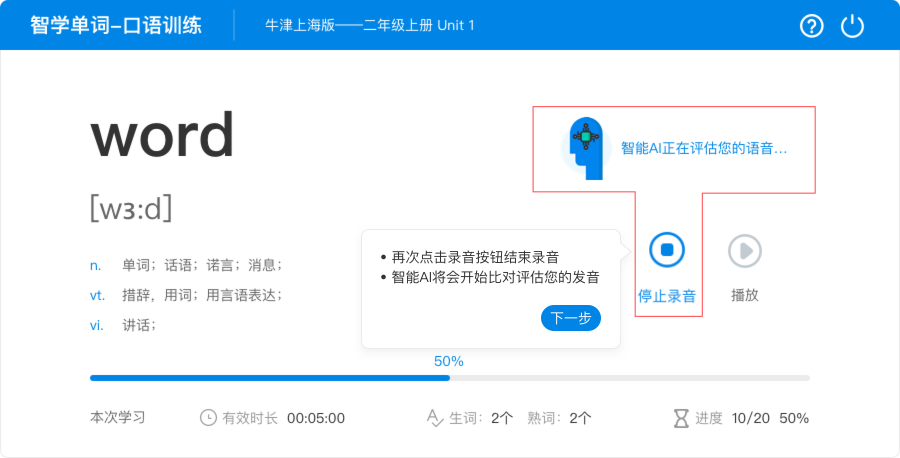 智学单词-口语训练
牛津上海版——二年级上册 Unit 1
word
[wɜ:d]
n. 单词；话语；诺言；消息；
vt. 措辞，用词；用言语表达；
vi. 讲话；
智能AI正在评估您的语音...
• 再次点击录音按钮结束录音
• 智能AI将会开始比对评估您的发音
下一步
停止录音
播放
50%
本次学习 有效时长 00:05:00 生词：2个 熟词：2个 进度 10/20 50%